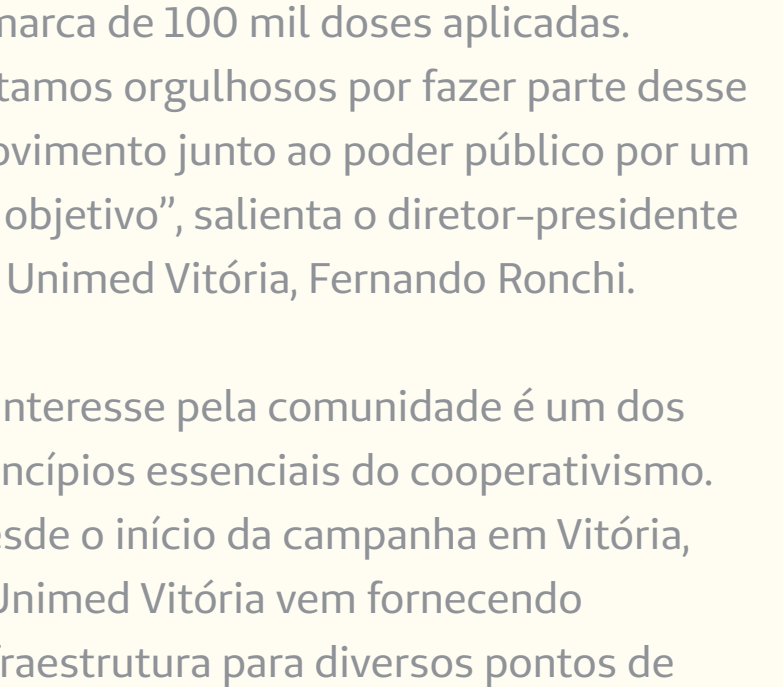 marca de 100 mil doses aplicadas.
tamos orgulhosos por fazer parte desse
ovimento junto ao poder público por um
objetivo”, salienta o diretor-presidente
Unimed Vitória, Fernando Ronchi.
nteresse pela comunidade é um dos
ncípios essenciais do cooperativismo.
esde o início da campanha em Vitória,
Unimed Vitória vem fornecendo
fraestrutura para diversos pontos de